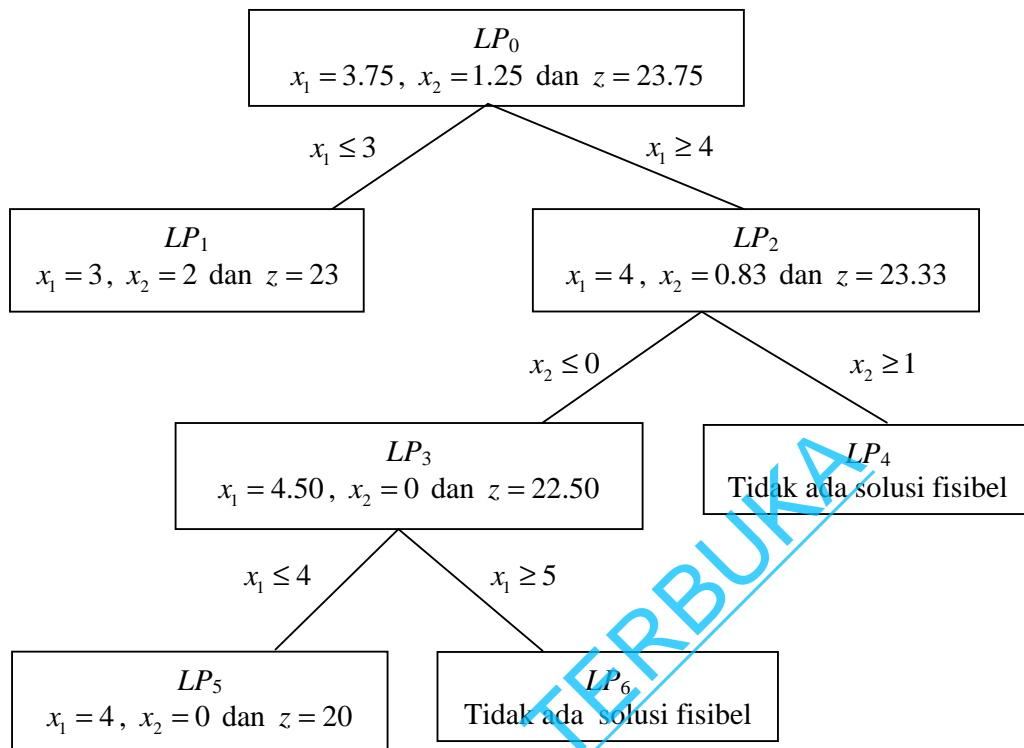 LP₀
x₁ = 3.75, x₂ = 1.25 dan z = 23.75
x₁ ≤ 3
x₁ ≥ 4
LP₁
x₁ = 3, x₂ = 2 dan z = 23
LP₂
x₁ = 4, x₂ = 0.83 dan z = 23.33
x₂ ≤ 0
x₂ ≥ 1
LP₃
x₁ = 4.50, x₂ = 0 dan z = 22.50
LP₄
Tidak ada solusi fisibel
x₁ ≤ 4
x₁ ≥ 5
LP₅
x₁ = 4, x₂ = 0 dan z = 20
LP₆
Tidak ada solusi fisibel
TERBUKA